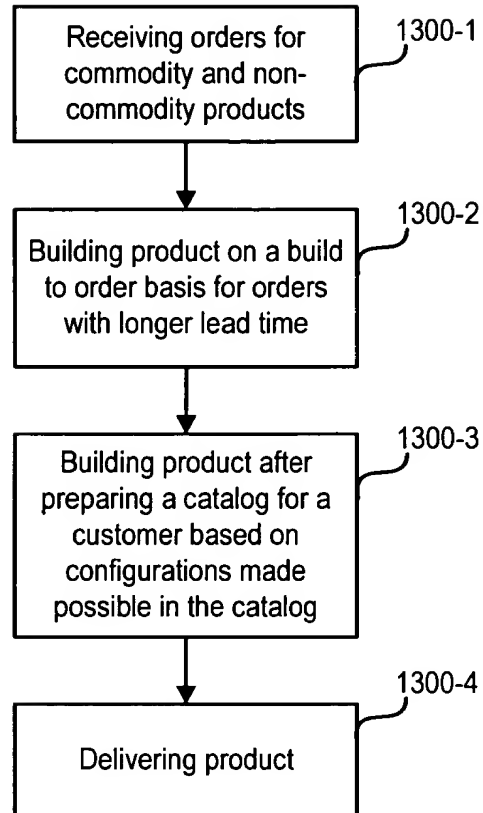 Receiving orders for
commodity and non-
commodity products
1300-1
Building product on a build
to order basis for orders
with longer lead time
1300-2
Building product after
preparing a catalog for a
customer based on
configurations made
possible in the catalog
1300-3
Delivering product
1300-4